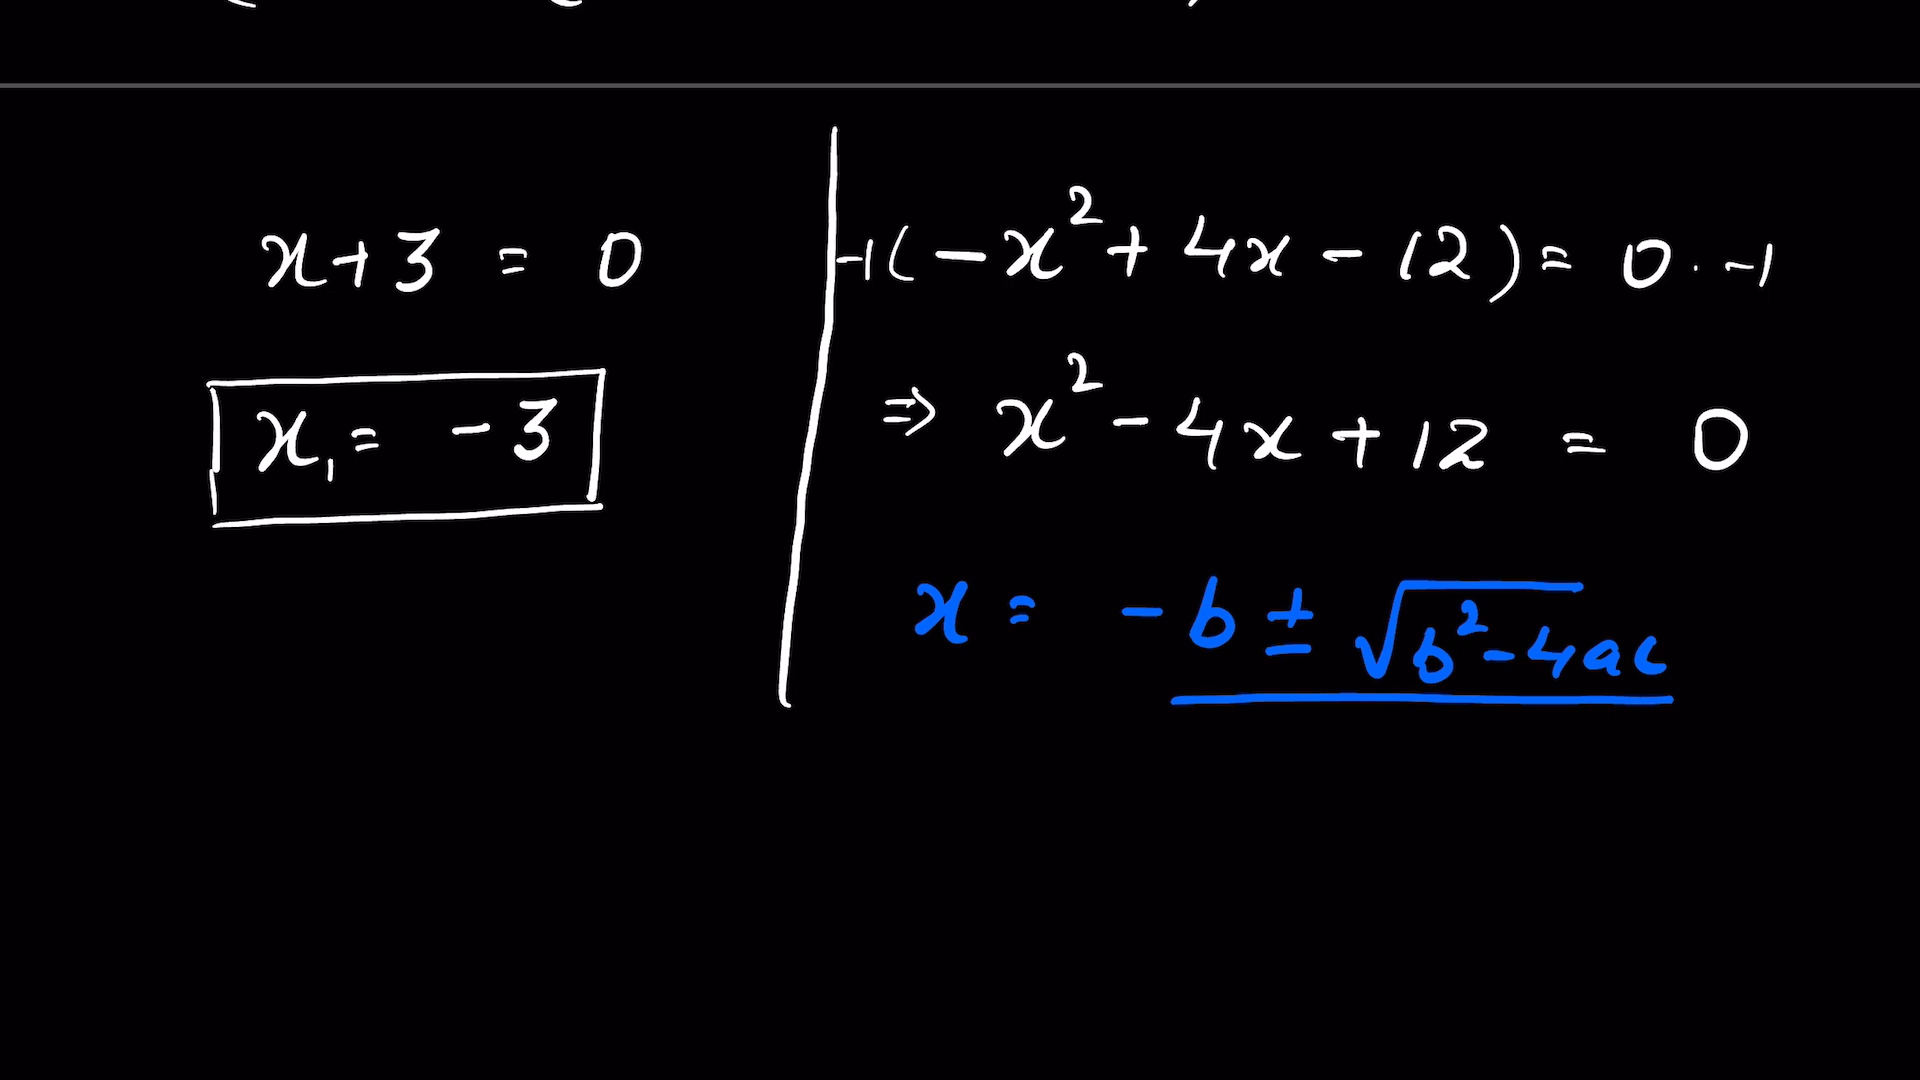 x+3 = 0
x₁ = -3
-1(-x²+4x-12) = 0·-1
⇒ x²-4x+12 = 0
x = -b ± √b²-4ac